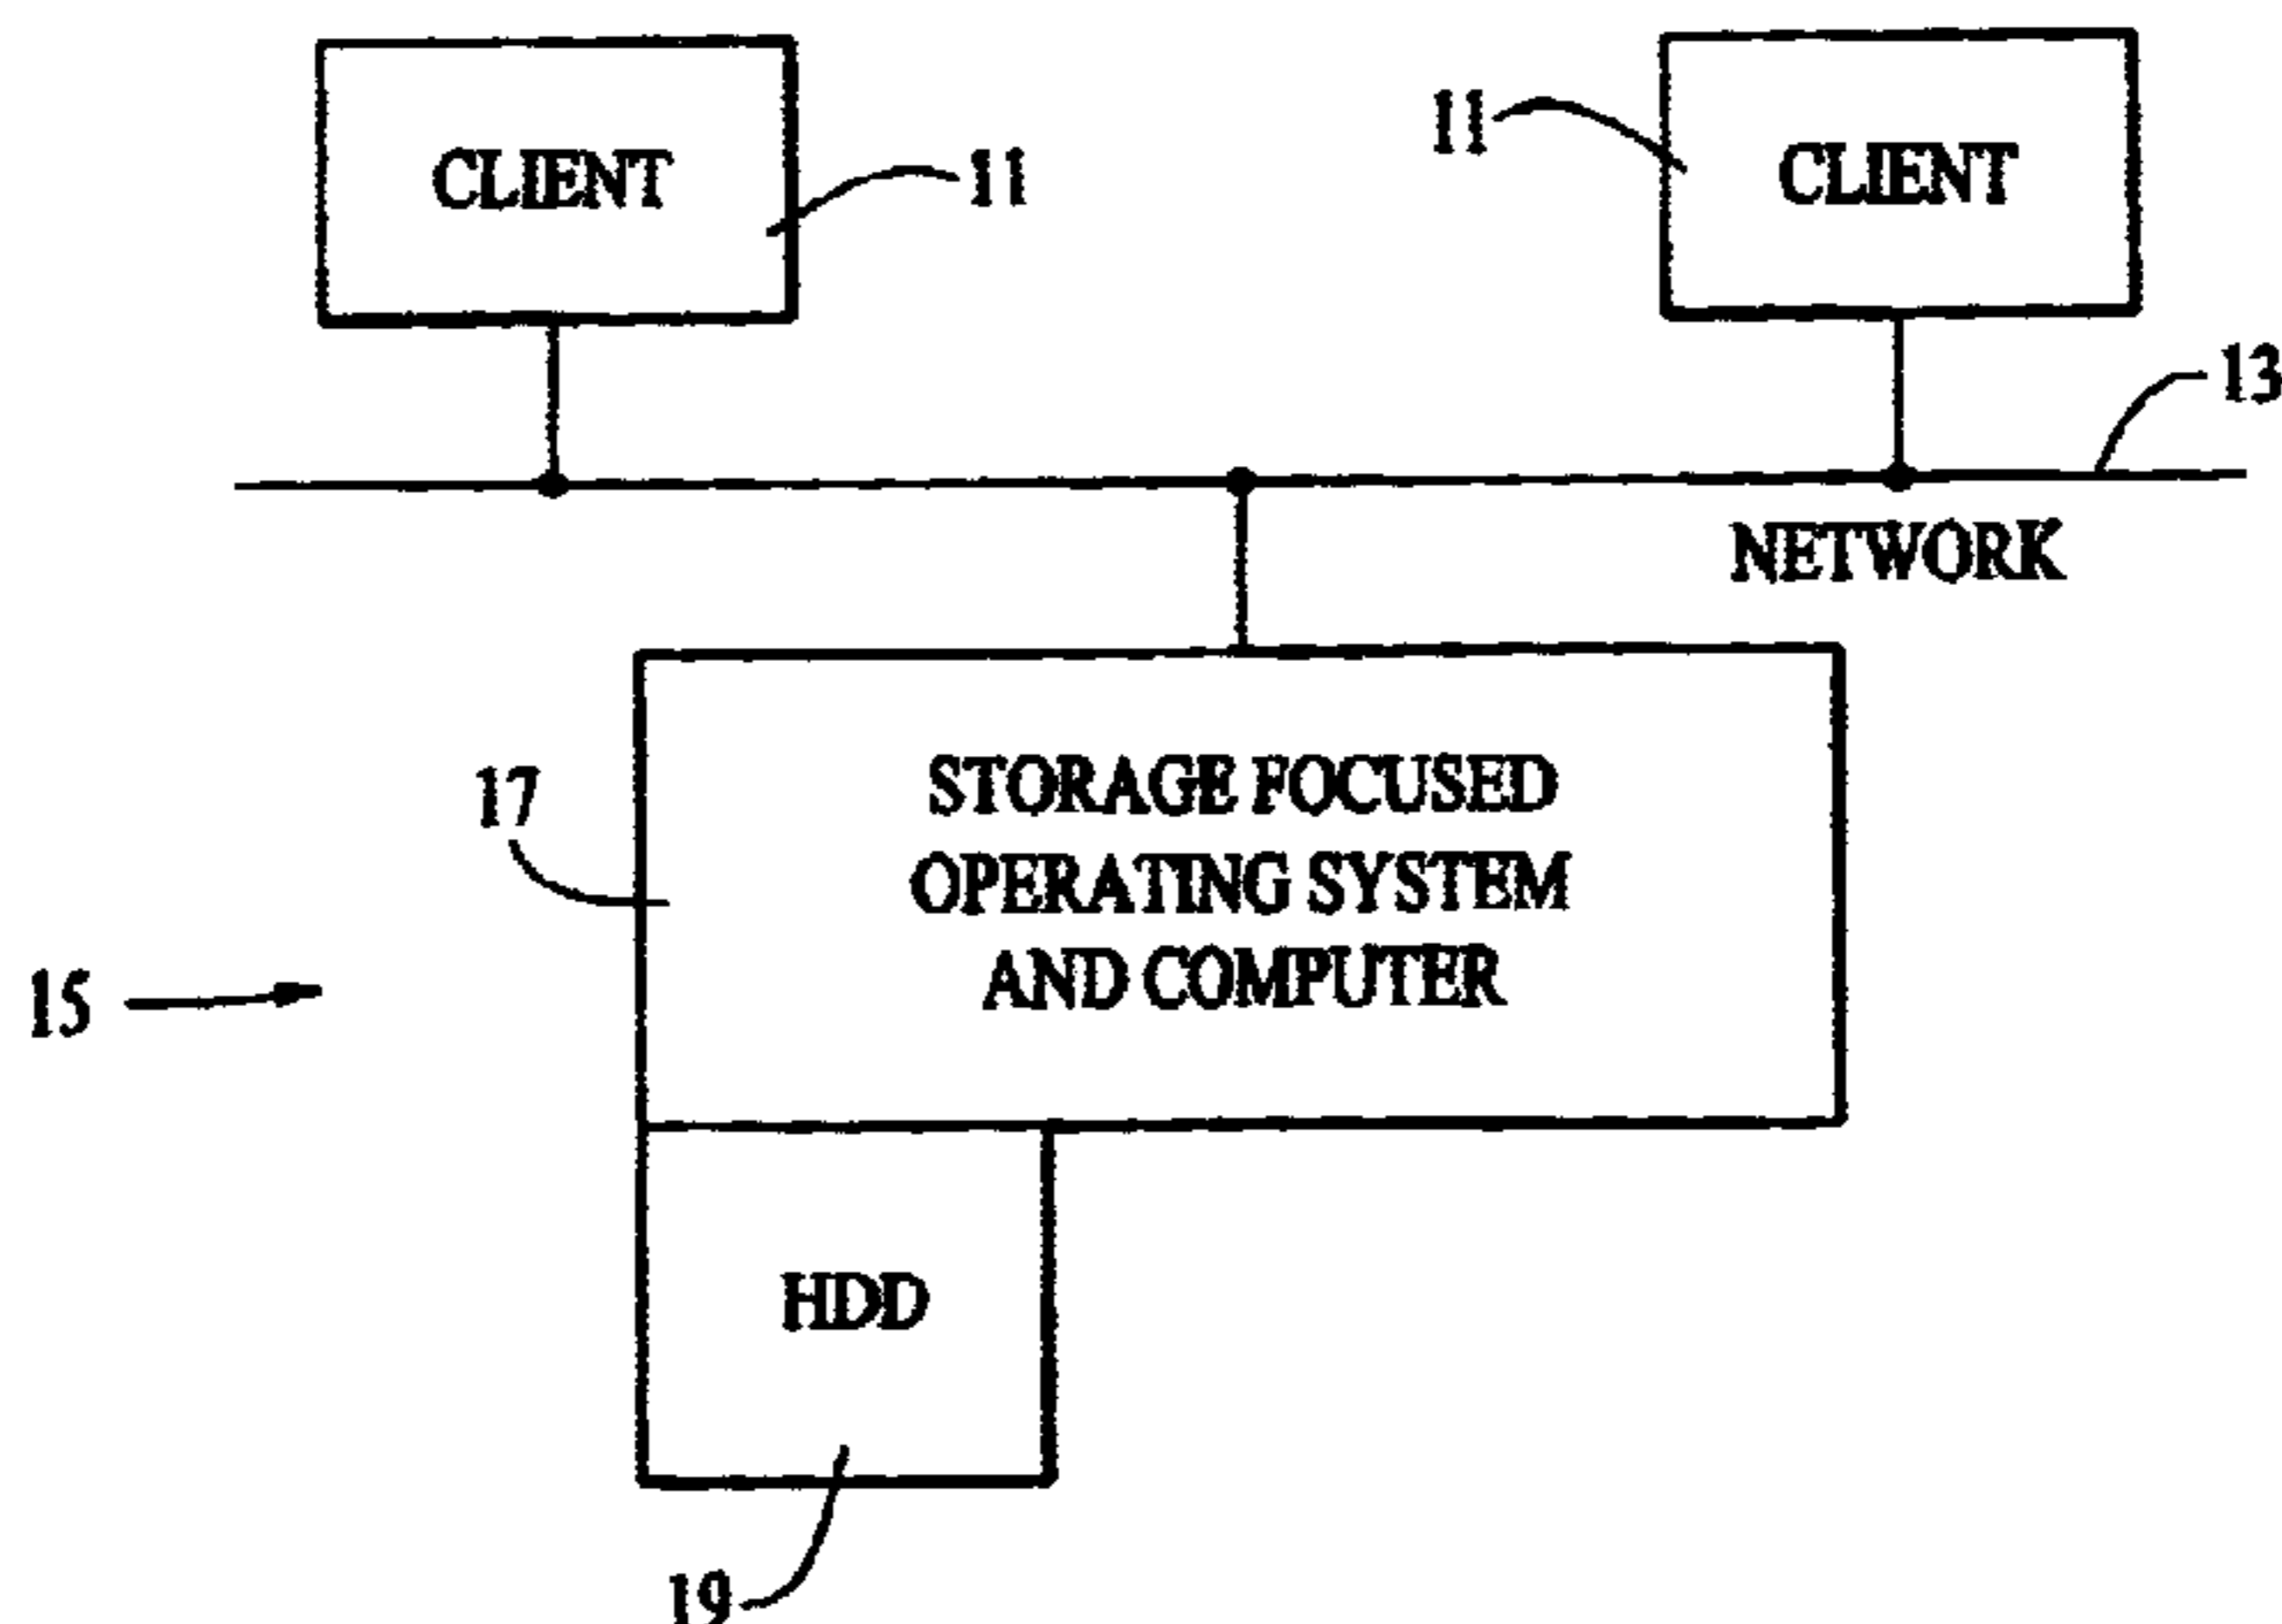 CLIENT
11
11
CLIENT
13
NETWORK
17
STORAGE FOCUSED
OPERATING SYSTEM
AND COMPUTER
15
HDD
19